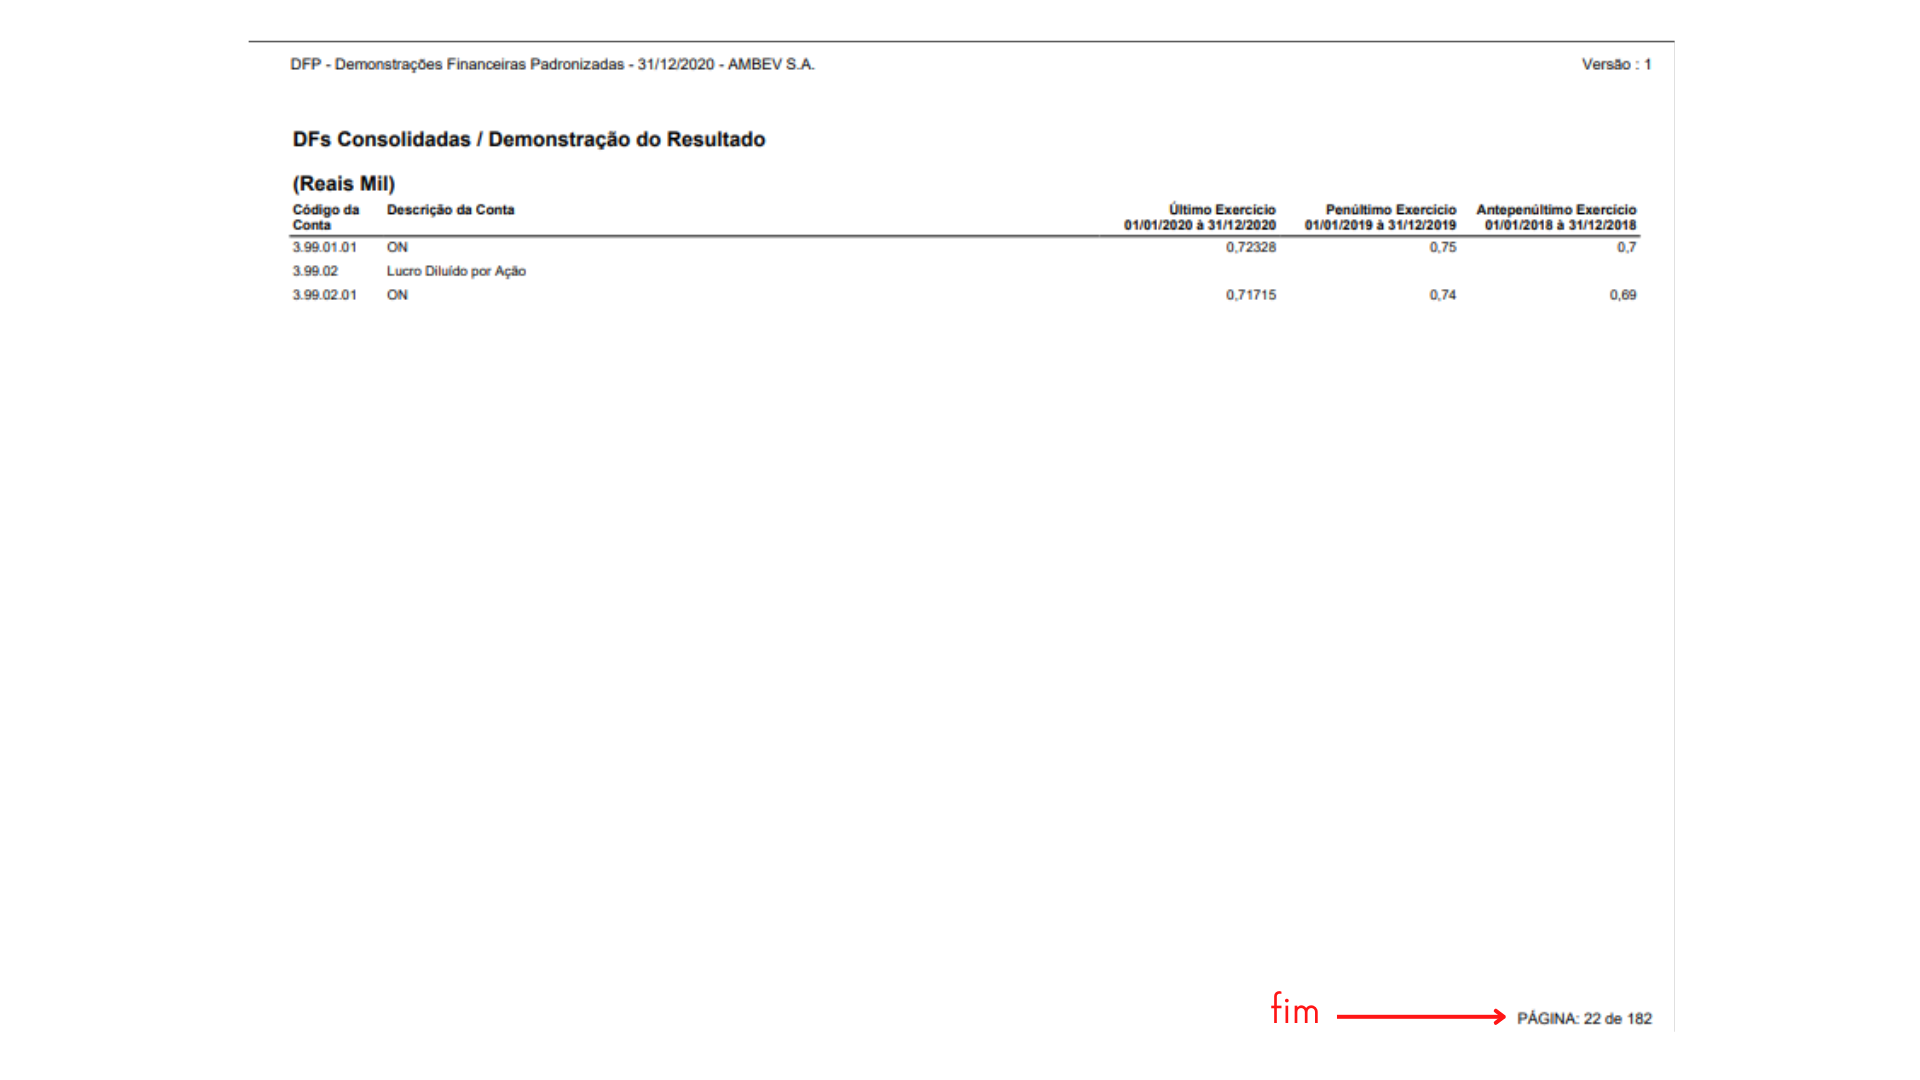 DFP - Demonstrações Financeiras Padronizadas - 31/12/2020 - AMBEV S.A. Versão : 1
DFs Consolidadas / Demonstração do Resultado
(Reais Mil)
Código da Conta Descrição da Conta Último Exercício 01/01/2020 à 31/12/2020 Penúltimo Exercício 01/01/2019 à 31/12/2019 Antepenúltimo Exercício 01/01/2018 à 31/12/2018
3.99.01.01 ON 0,72328 0,75 0,7
3.99.02 Lucro Diluído por Ação
3.99.02.01 ON 0,71715 0,74 0,69
fim PÁGINA: 22 de 182